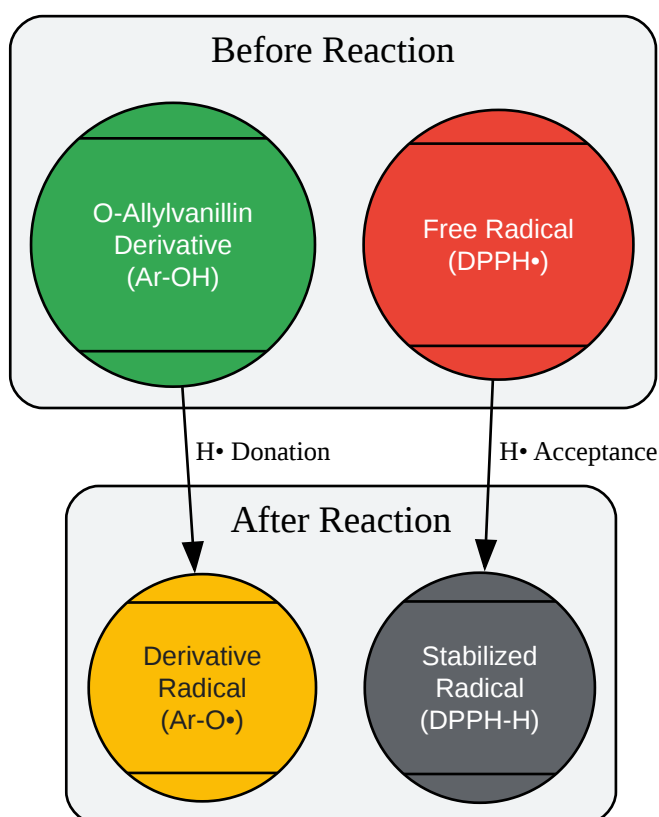 Before Reaction
O-Allylvanillin
Derivative
(Ar-OH)
Free Radical
(DPPH•)
H• Donation
H• Acceptance
After Reaction
Derivative
Radical
(Ar-O•)
Stabilized
Radical
(DPPH-H)